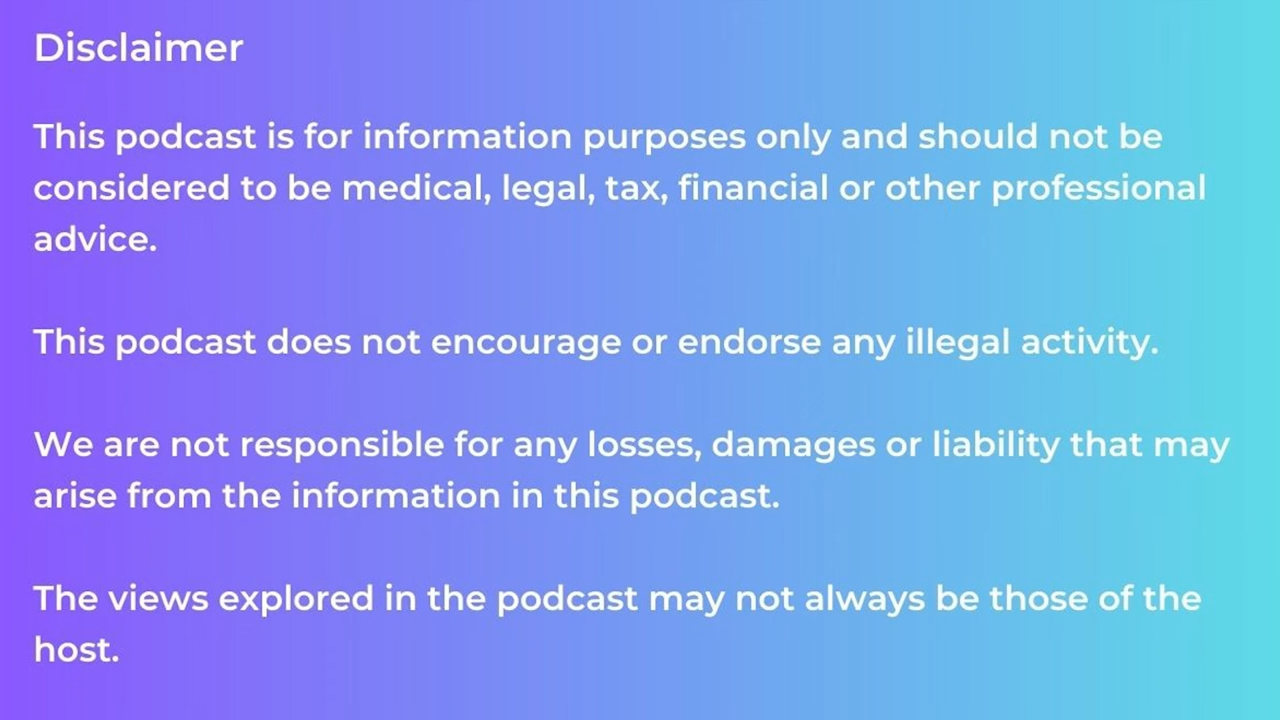 Disclaimer
This podcast is for information purposes only and should not be
considered to be medical, legal, tax, financial or other professional
advice.
This podcast does not encourage or endorse any illegal activity.
We are not responsible for any losses, damages or liability that may
arise from the information in this podcast.
The views explored in the podcast may not always be those of the
host.